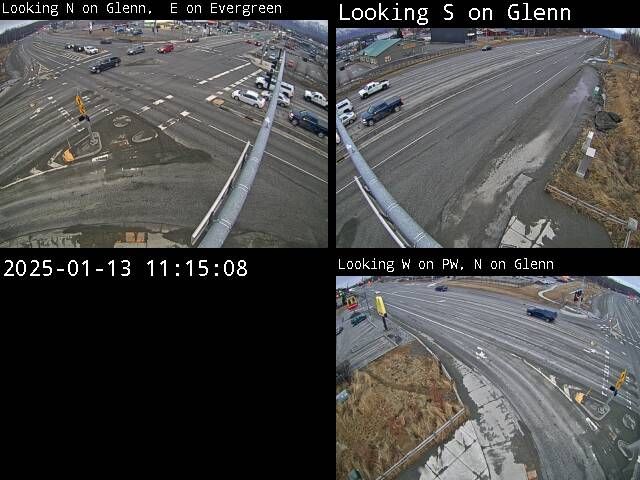 Looking N on Glenn,  E on Evergreen
Looking S on Glenn
2025-01-13 11:15:08
Looking W on PW, N on Glenn